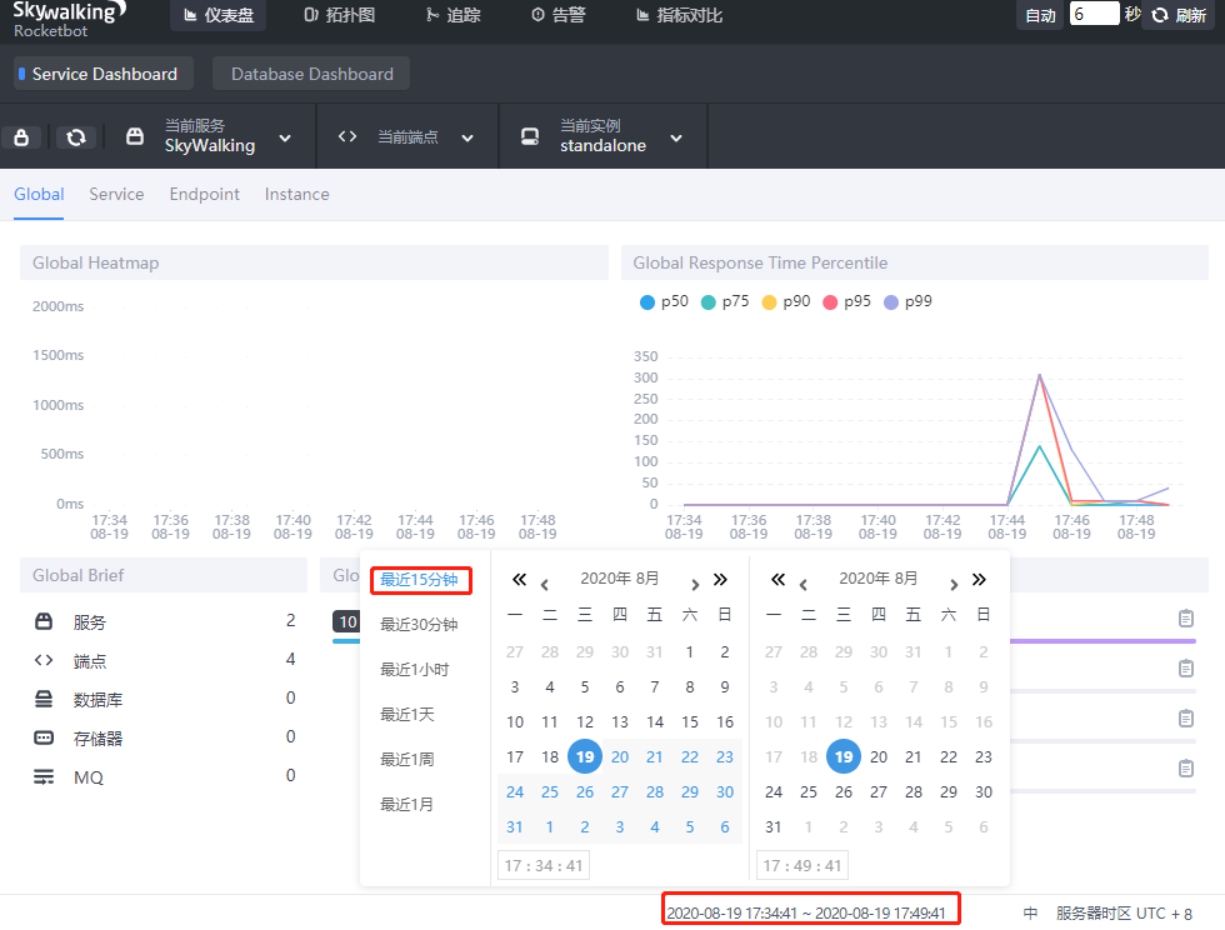 Skywalking
Rocketbot
仪表盘 拓扑图 追踪 告警 指标对比 自动 6 秒 刷新
Service Dashboard Database Dashboard
当前服务
SkyWalking
当前端点
当前实例
standalone
Global Service Endpoint Instance
Global Heatmap
2000ms
1500ms
1000ms
500ms
0ms
17:34 17:36 17:38 17:40 17:42 17:44 17:46 17:48
08-19 08-19 08-19 08-19 08-19 08-19 08-19 08-19
Global Response Time Percentile
p50 p75 p90 p95 p99
350
300
250
200
150
100
50
0
17:34 17:36 17:38 17:40 17:42 17:44 17:46 17:48
08-19 08-19 08-19 08-19 08-19 08-19 08-19 08-19
Global Brief
服务 2
端点 4
数据库 0
存储器 0
MQ 0
Glo
10
最近15分钟
最近30分钟
最近1小时
最近1天
最近1周
最近1月
2020年 8月
一 二 三 四 五 六 日
27 28 29 30 31 1 2
3 4 5 6 7 8 9
10 11 12 13 14 15 16
17 18 19 20 21 22 23
24 25 26 27 28 29 30
31 1 2 3 4 5 6
17 : 34 : 41
2020年 8月
一 二 三 四 五 六 日
27 28 29 30 31 1 2
3 4 5 6 7 8 9
10 11 12 13 14 15 16
17 18 19 20 21 22 23
24 25 26 27 28 29 30
31 1 2 3 4 5 6
17 : 49 : 41
2020-08-19 17:34:41 ~ 2020-08-19 17:49:41 中 服务器时区 UTC + 8